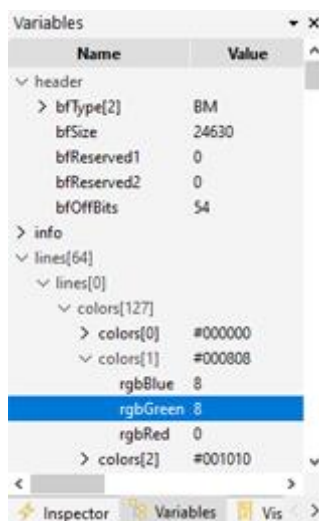 Variables
Name Value
header
bfType[2] BM
bfSize 24630
bfReserved1 0
bfReserved2 0
bfOffBits 54
info
lines[64]
lines[0]
colors[127]
colors[0] #000000
colors[1] #000808
rgbBlue 8
rgbGreen 8
rgbRed 0
colors[2] #001010
Inspector Variables Vis